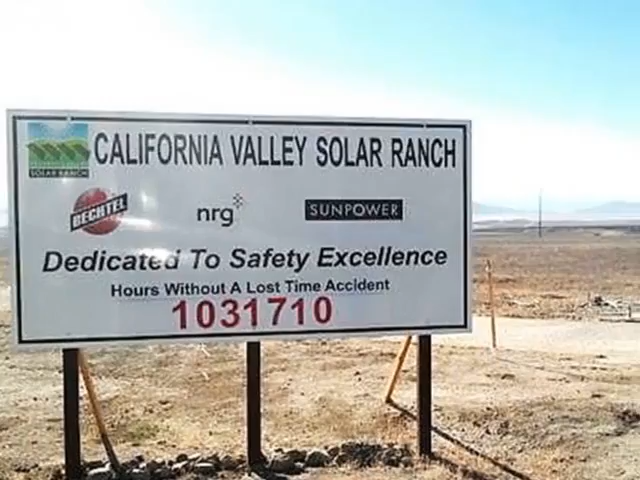 CALIFORNIA VALLEY SOLAR RANCH
SOLAR RANCH
BECHTEL nrg SUNPOWER
Dedicated To Safety Excellence
Hours Without A Lost Time Accident
1031710